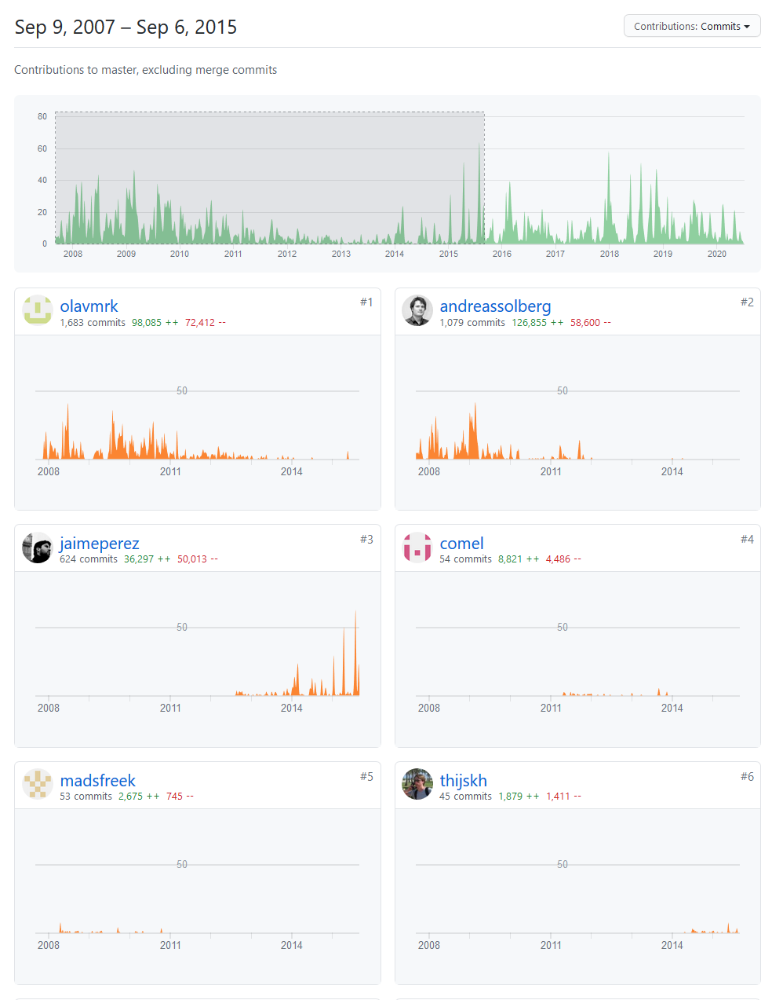 Sep 9, 2007 – Sep 6, 2015
Contributions: Commits
Contributions to master, excluding merge commits
80
60
40
20
0
2008 2009 2010 2011 2012 2013 2014 2015 2016 2017 2018 2019 2020
olavmrk #1
1,683 commits 98,085 ++ 72,412 --
50
2008 2011 2014
andreassolberg #2
1,079 commits 126,855 ++ 58,600 --
50
2008 2011 2014
jaimeperez #3
624 commits 36,297 ++ 50,013 --
50
2008 2011 2014
comel #4
54 commits 8,821 ++ 4,486 --
50
2008 2011 2014
madsfreek #5
53 commits 2,675 ++ 745 --
50
2008 2011 2014
thijskh #6
45 commits 1,879 ++ 1,411 --
50
2008 2011 2014